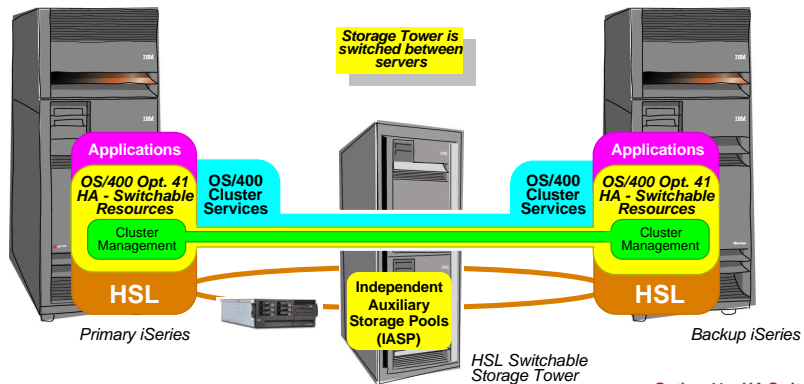 Storage Tower is
switched between
servers
IBM
IBM
IBM
Applications
OS/400 Opt. 41
HA - Switchable
Resources
Cluster
Management
HSL
OS/400
Cluster
Services
OS/400
Cluster
Services
Applications
OS/400 Opt. 41
HA - Switchable
Resources
Cluster
Management
HSL
Independent
Auxiliary
Storage Pools
(IASP)
Primary iSeries
HSL Switchable
Storage Tower
Backup iSeries